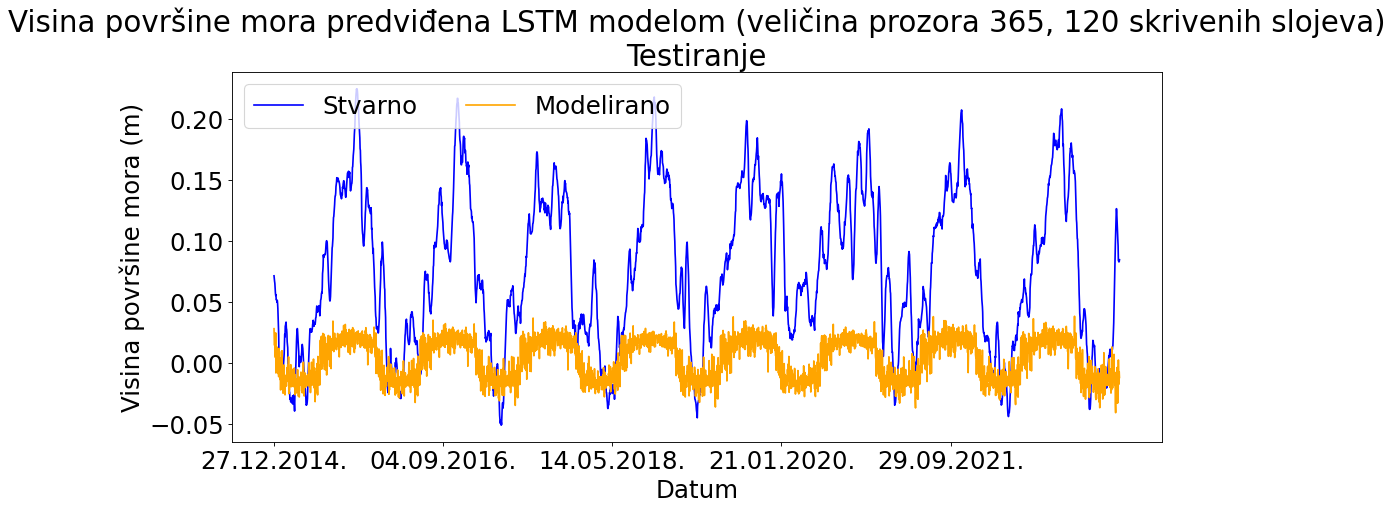 Visina površine mora predviđena LSTM modelom (veličina prozora 365, 120 skrivenih slojeva)
Testiranje
Stvarno Modelirano
Visina površine mora (m)
0.20
0.15
0.10
0.05
0.00
−0.05
27.12.2014. 04.09.2016. 14.05.2018. 21.01.2020. 29.09.2021.
Datum